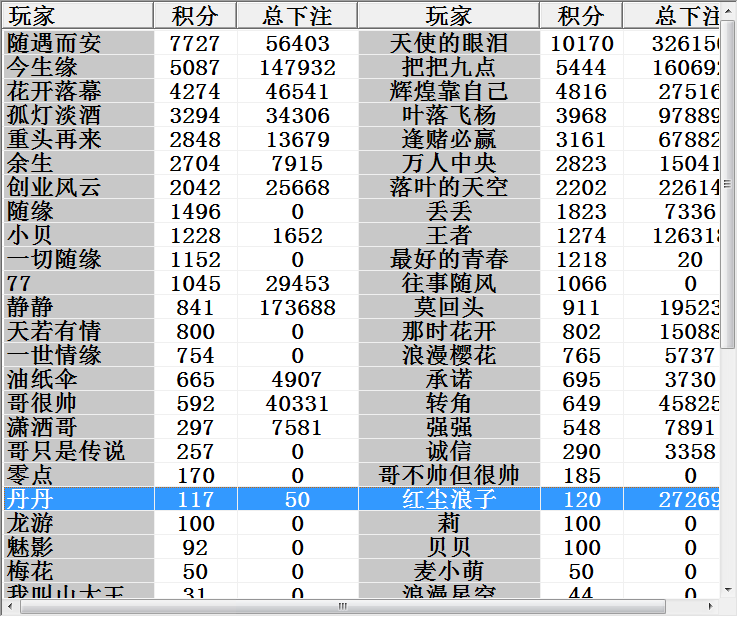 玩家 积分 总下注 玩家 积分 总下注
随遇而安 7727 56403 天使的眼泪 10170 32615
今生缘 5087 147932 把把九点 5444 16069
花开落幕 4274 46541 辉煌靠自己 4816 27516
孤灯淡酒 3294 34306 叶落飞杨 3968 97889
重头再来 2848 13679 逢赌必赢 3161 67882
余生 2704 7915 万人中央 2823 15041
创业风云 2042 25668 落叶的天空 2202 22614
随缘 1496 0 丢丢 1823 7336
小贝 1228 1652 王者 1274 12631
一切随缘 1152 0 最好的青春 1218 20
77 1045 29453 往事随风 1066 0
静静 841 173688 莫回头 911 19523
天若有情 800 0 那时花开 802 15088
一世情缘 754 0 浪漫樱花 765 5737
油纸伞 665 4907 承诺 695 3730
哥很帅 592 40331 转角 649 45825
潇洒哥 297 7581 强强 548 7891
哥只是传说 257 0 诚信 290 3358
零点 170 0 哥不帅但很帅 185 0
丹丹 117 50 红尘浪子 120 27269
龙游 100 0 莉 100 0
魅影 92 0 贝贝 100 0
梅花 50 0 麦小萌 50 0
我叫山大王 31 0 浪漫星空 44 0